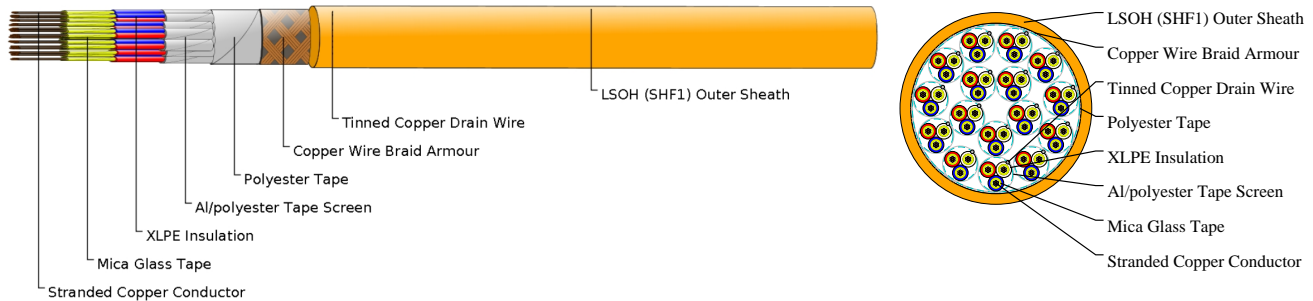 LSOH (SHF1) Outer Sheath
Tinned Copper Drain Wire
Copper Wire Braid Armour
Polyester Tape
Al/polyester Tape Screen
XLPE Insulation
Mica Glass Tape
Stranded Copper Conductor
LSOH (SHF1) Outer Sheath
Copper Wire Braid Armour
Tinned Copper Drain Wire
Polyester Tape
XLPE Insulation
Al/polyester Tape Screen
Mica Glass Tape
Stranded Copper Conductor